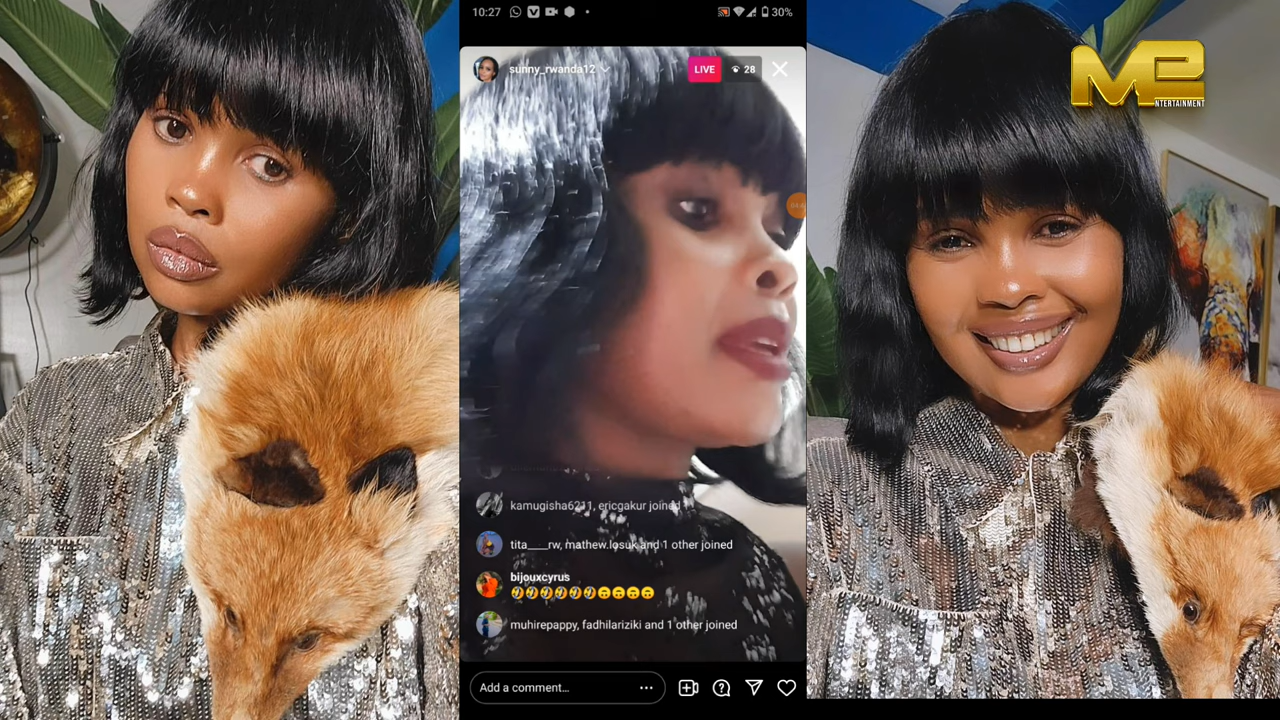 10:27
30%
sunny_rwanda12
LIVE
28
kamugisha6211, ericgakur joined
tita____rw, mathew.losuk and 1 other joined
bijouxcyrus
🤣🤣🤣🤣🤣🤣🙃🙃🙃🙃
muhirepappy, fadhilariziki and 1 other joined
Add a comment...
ME
NTERTAINMENT